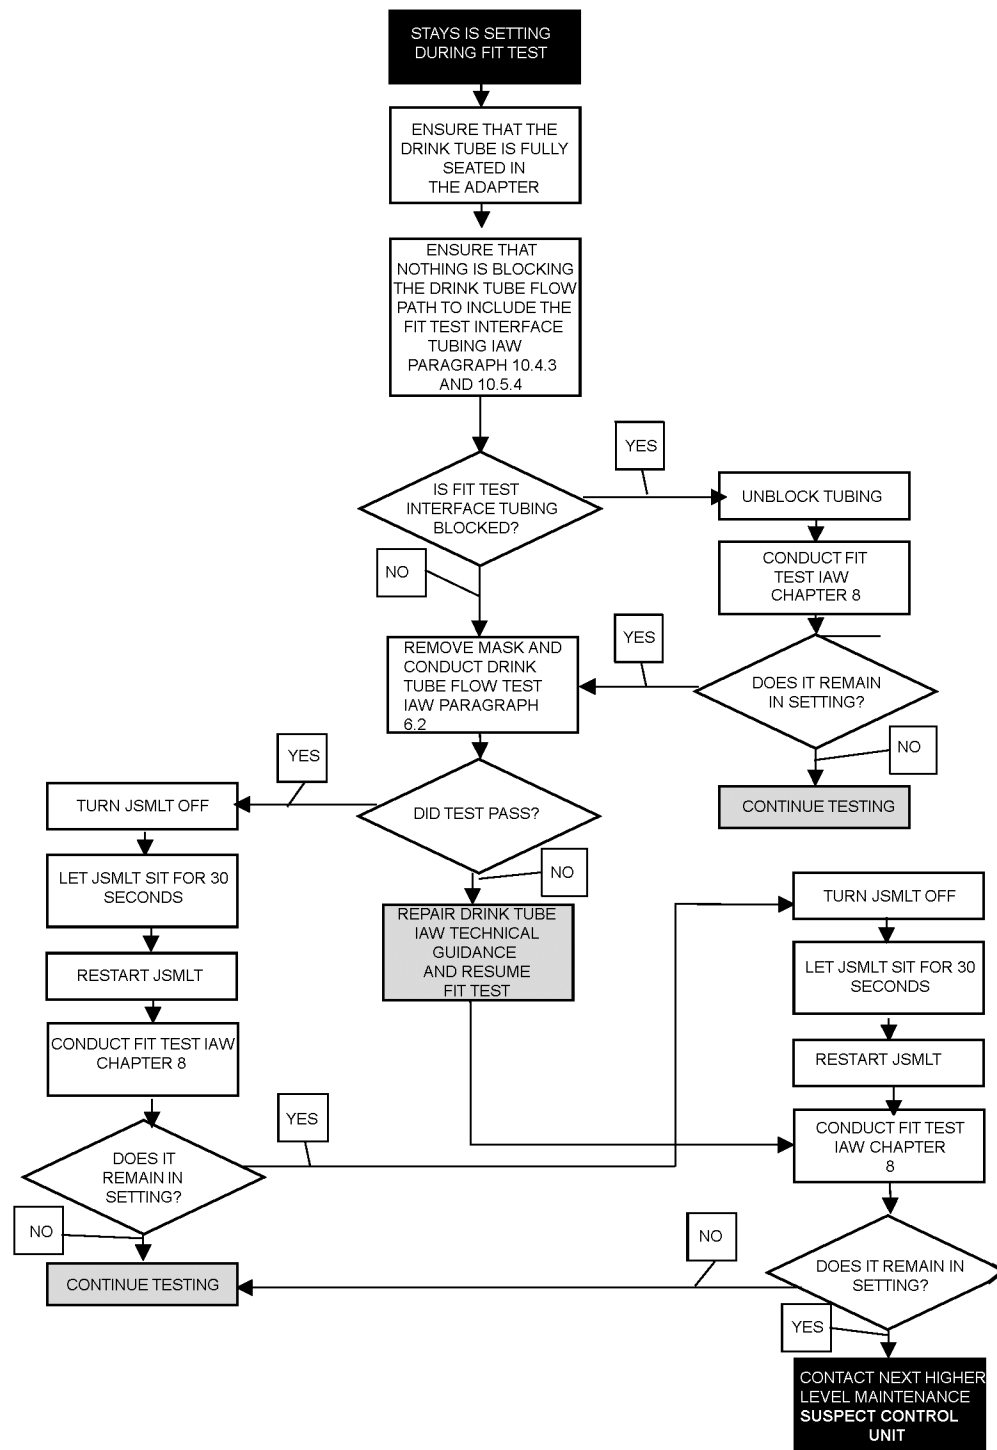 STAYS IS SETTING
DURING FIT TEST
ENSURE THAT THE
DRINK TUBE IS FULLY
SEATED IN
THE ADAPTER
ENSURE THAT
NOTHING IS BLOCKING
THE DRINK TUBE FLOW
PATH TO INCLUDE THE
FIT TEST INTERFACE
TUBING IAW
PARAGRAPH 10.4.3
AND 10.5.4
YES
IS FIT TEST
INTERFACE TUBING
BLOCKED?
UNBLOCK TUBING
NO
CONDUCT FIT
TEST IAW
CHAPTER 8
YES
REMOVE MASK AND
CONDUCT DRINK
TUBE FLOW TEST
IAW PARAGRAPH
6.2
DOES IT REMAIN
IN SETTING?
NO
CONTINUE TESTING
YES
DID TEST PASS?
TURN JSMLT OFF
NO
LET JSMLT SIT FOR 30
SECONDS
REPAIR DRINK TUBE
IAW TECHNICAL
GUIDANCE
AND RESUME
FIT TEST
RESTART JSMLT
CONDUCT FIT TEST IAW
CHAPTER 8
YES
DOES IT
REMAIN IN
SETTING?
NO
CONTINUE TESTING
TURN JSMLT OFF
LET JSMLT SIT FOR 30
SECONDS
RESTART JSMLT
CONDUCT FIT TEST
IAW CHAPTER
8
NO
DOES IT REMAIN IN
SETTING?
YES
CONTACT NEXT HIGHER
LEVEL MAINTENANCE
SUSPECT CONTROL
UNIT